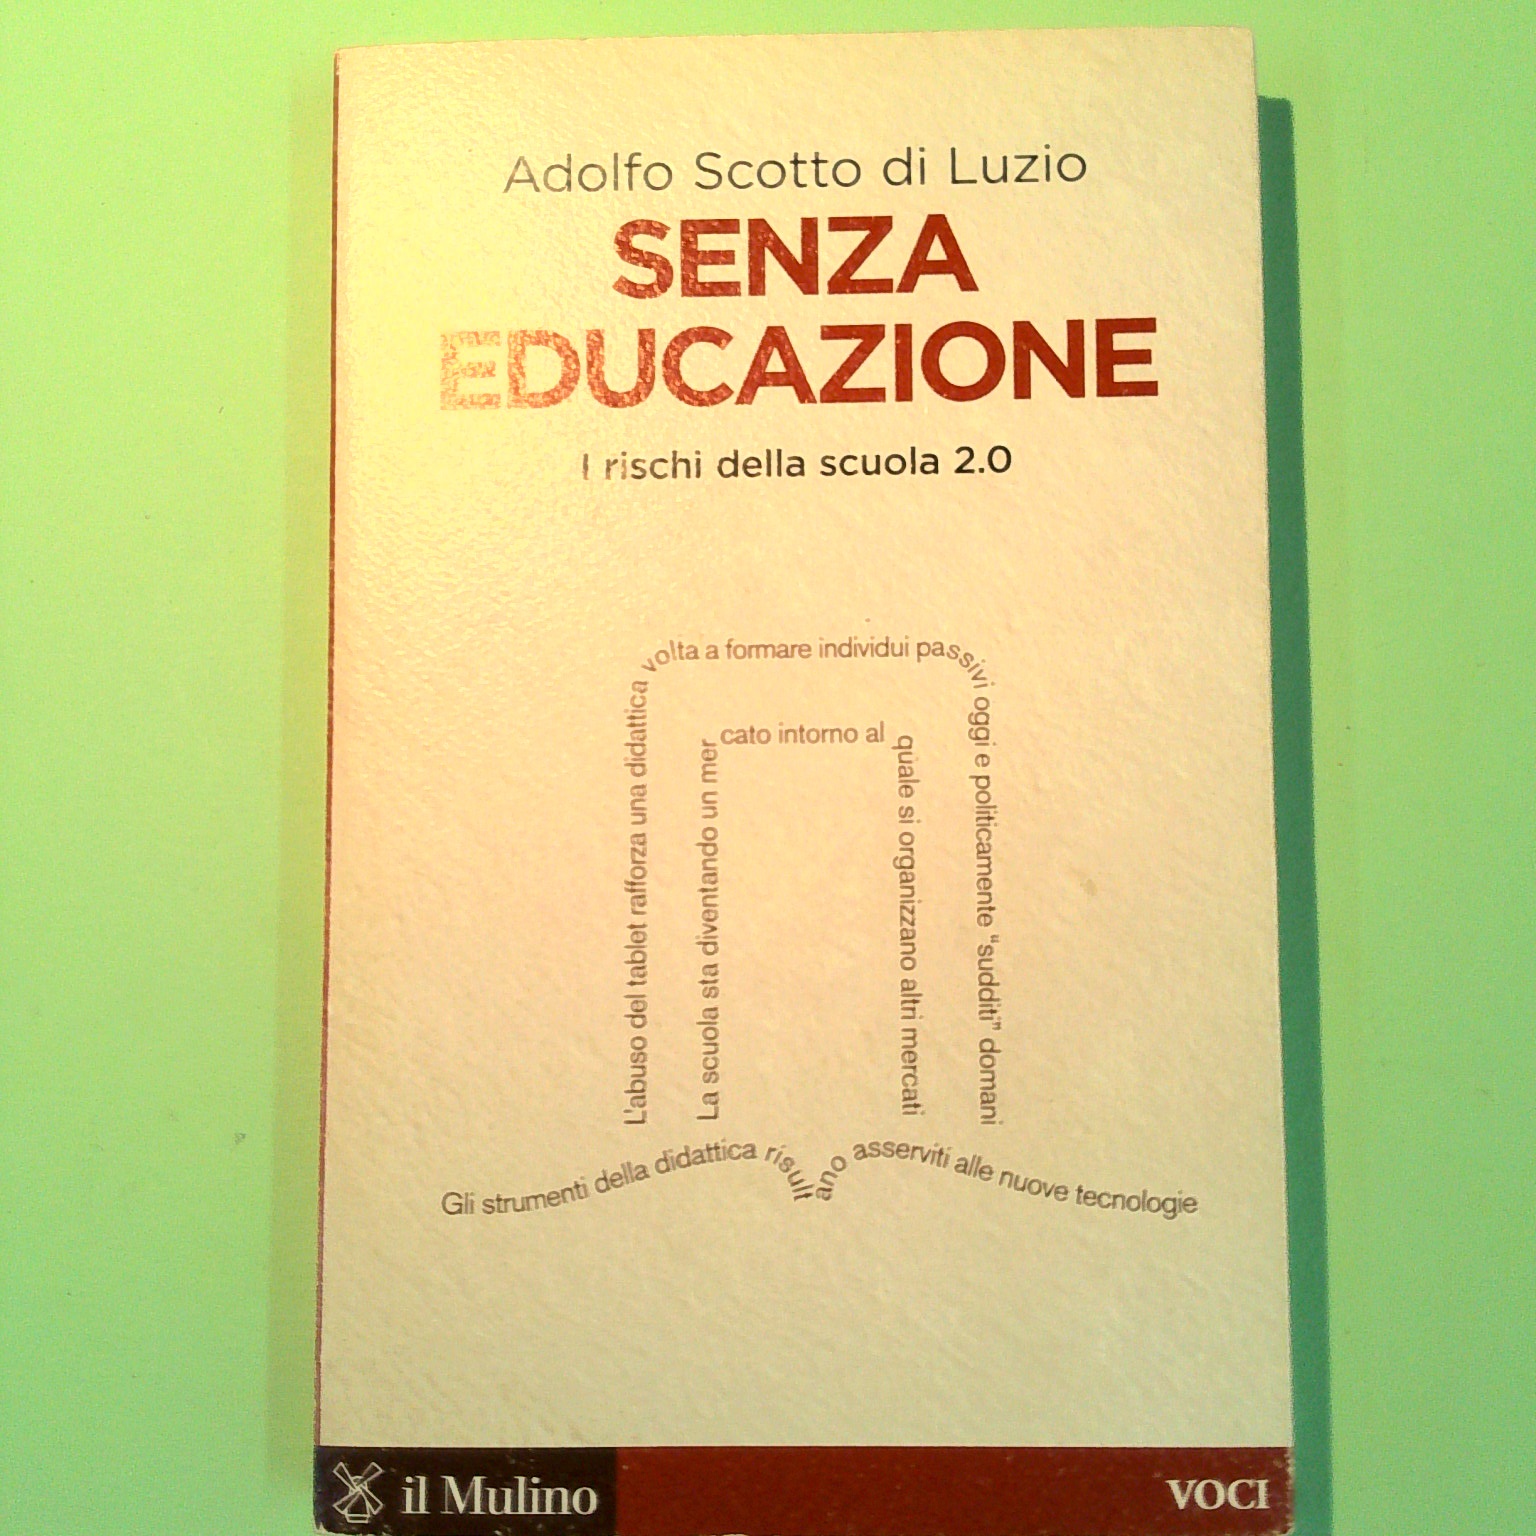 Adolfo Scotto di Luzio
SENZA
EDUCAZIONE
I rischi della scuola 2.0
L'abuso del tablet rafforza una didattica volta a formare individui passivi oggi e politicamente “sudditi” domani
La scuola sta diventando un mercato intorno al quale si organizzano altri mercati
Gli strumenti della didattica risultano asserviti alle nuove tecnologie
il Mulino
VOCI